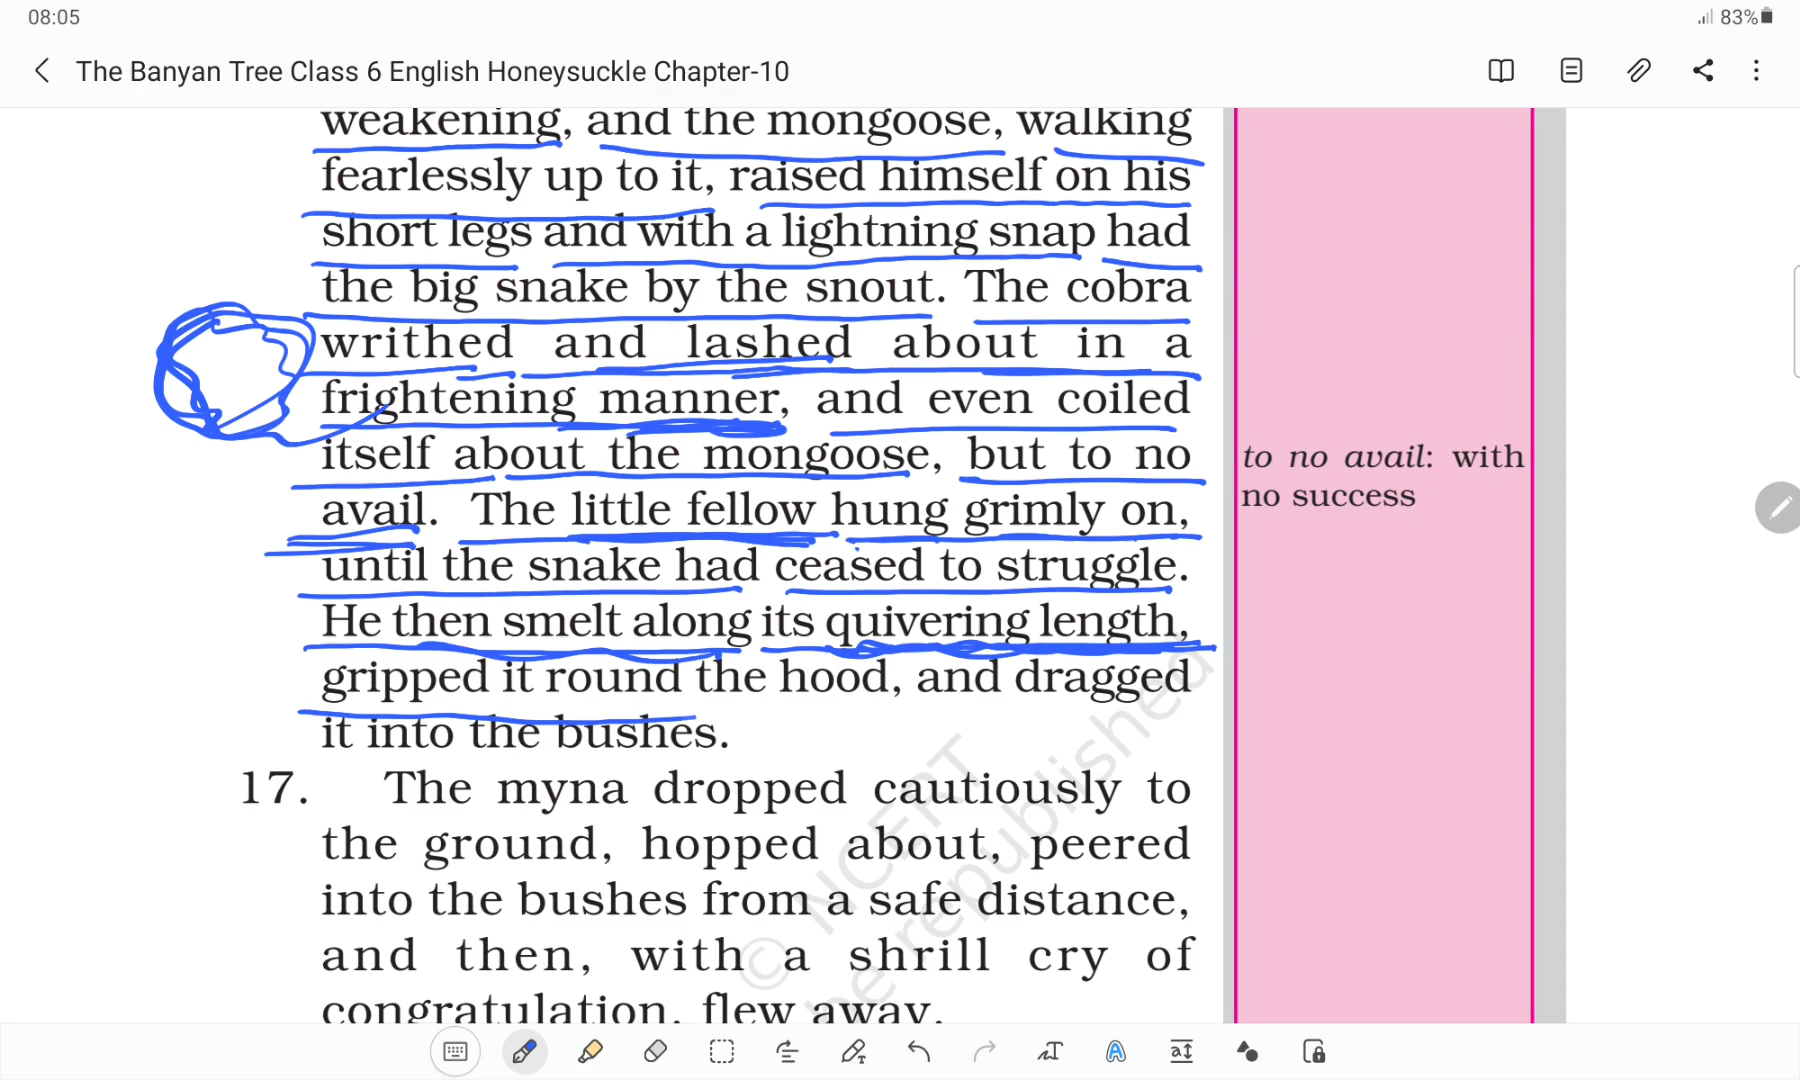 08:05
83%
The Banyan Tree Class 6 English Honeysuckle Chapter-10
weakening, and the mongoose, walking
fearlessly up to it, raised himself on his
short legs and with a lightning snap had
the big snake by the snout. The cobra
writhed and lashed about in a
frightening manner, and even coiled
itself about the mongoose, but to no
avail. The little fellow hung grimly on,
until the snake had ceased to struggle.
He then smelt along its quivering length,
gripped it round the hood, and dragged
it into the bushes.
to no avail: with
no success
17. The myna dropped cautiously to
the ground, hopped about, peered
into the bushes from a safe distance,
and then, with a shrill cry of
congratulation, flew away.
© NCERT
be republished